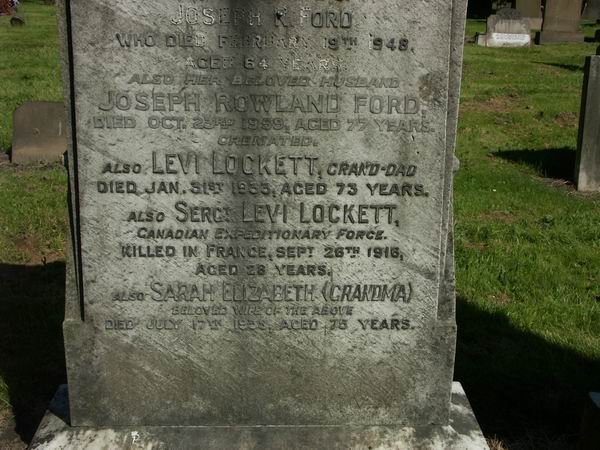 JOSEPH R. FORD
WHO DIED FEBRUARY 19TH 1948,
AGED 64 YEARS.
ALSO HER BELOVED HUSBAND
JOSEPH ROWLAND FORD,
DIED OCT. 23RD 1959, AGED 77 YEARS.
CREMATED.
ALSO LEVI LOCKETT, GRAND-DAD
DIED JAN. 31ST 1933, AGED 73 YEARS.
ALSO SERGT LEVI LOCKETT,
CANADIAN EXPEDITIONARY FORCE.
KILLED IN FRANCE, SEPT 26TH 1916,
AGED 28 YEARS.
ALSO SARAH ELIZABETH (GRANDMA)
BELOVED WIFE OF THE ABOVE
DIED JULY 17TH AGED 75 YEARS.